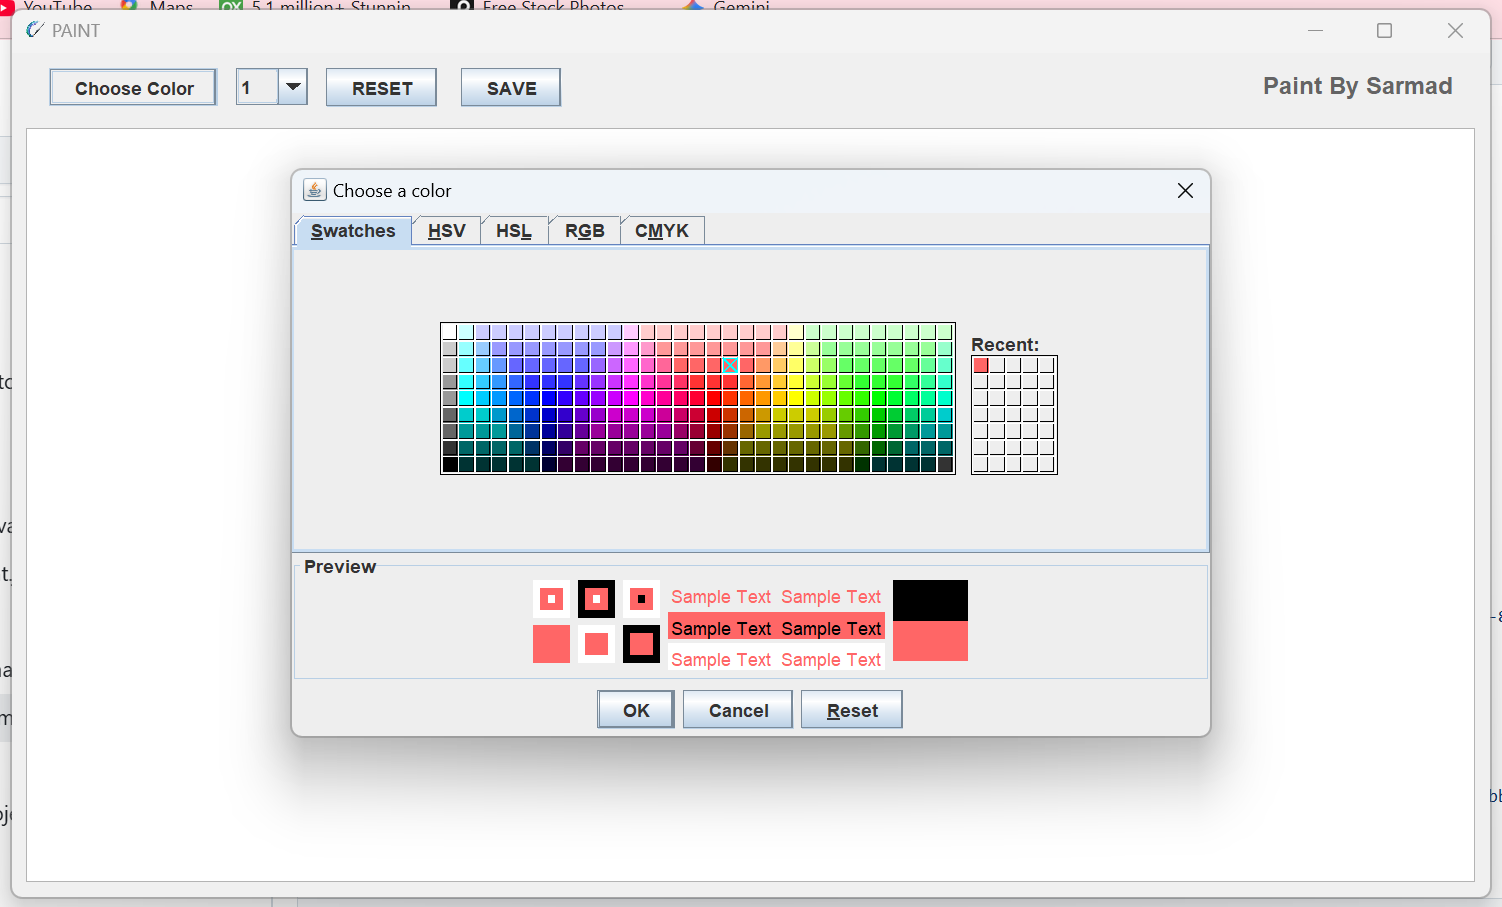 YouTube Maps 5.1 million+ Stunnin Free Stock Photos Gemini
PAINT
Choose Color 1 RESET SAVE Paint By Sarmad
Choose a color
Swatches HSV HSL RGB CMYK
Recent:
Preview
Sample Text Sample Text
Sample Text Sample Text
Sample Text Sample Text
OK Cancel Reset